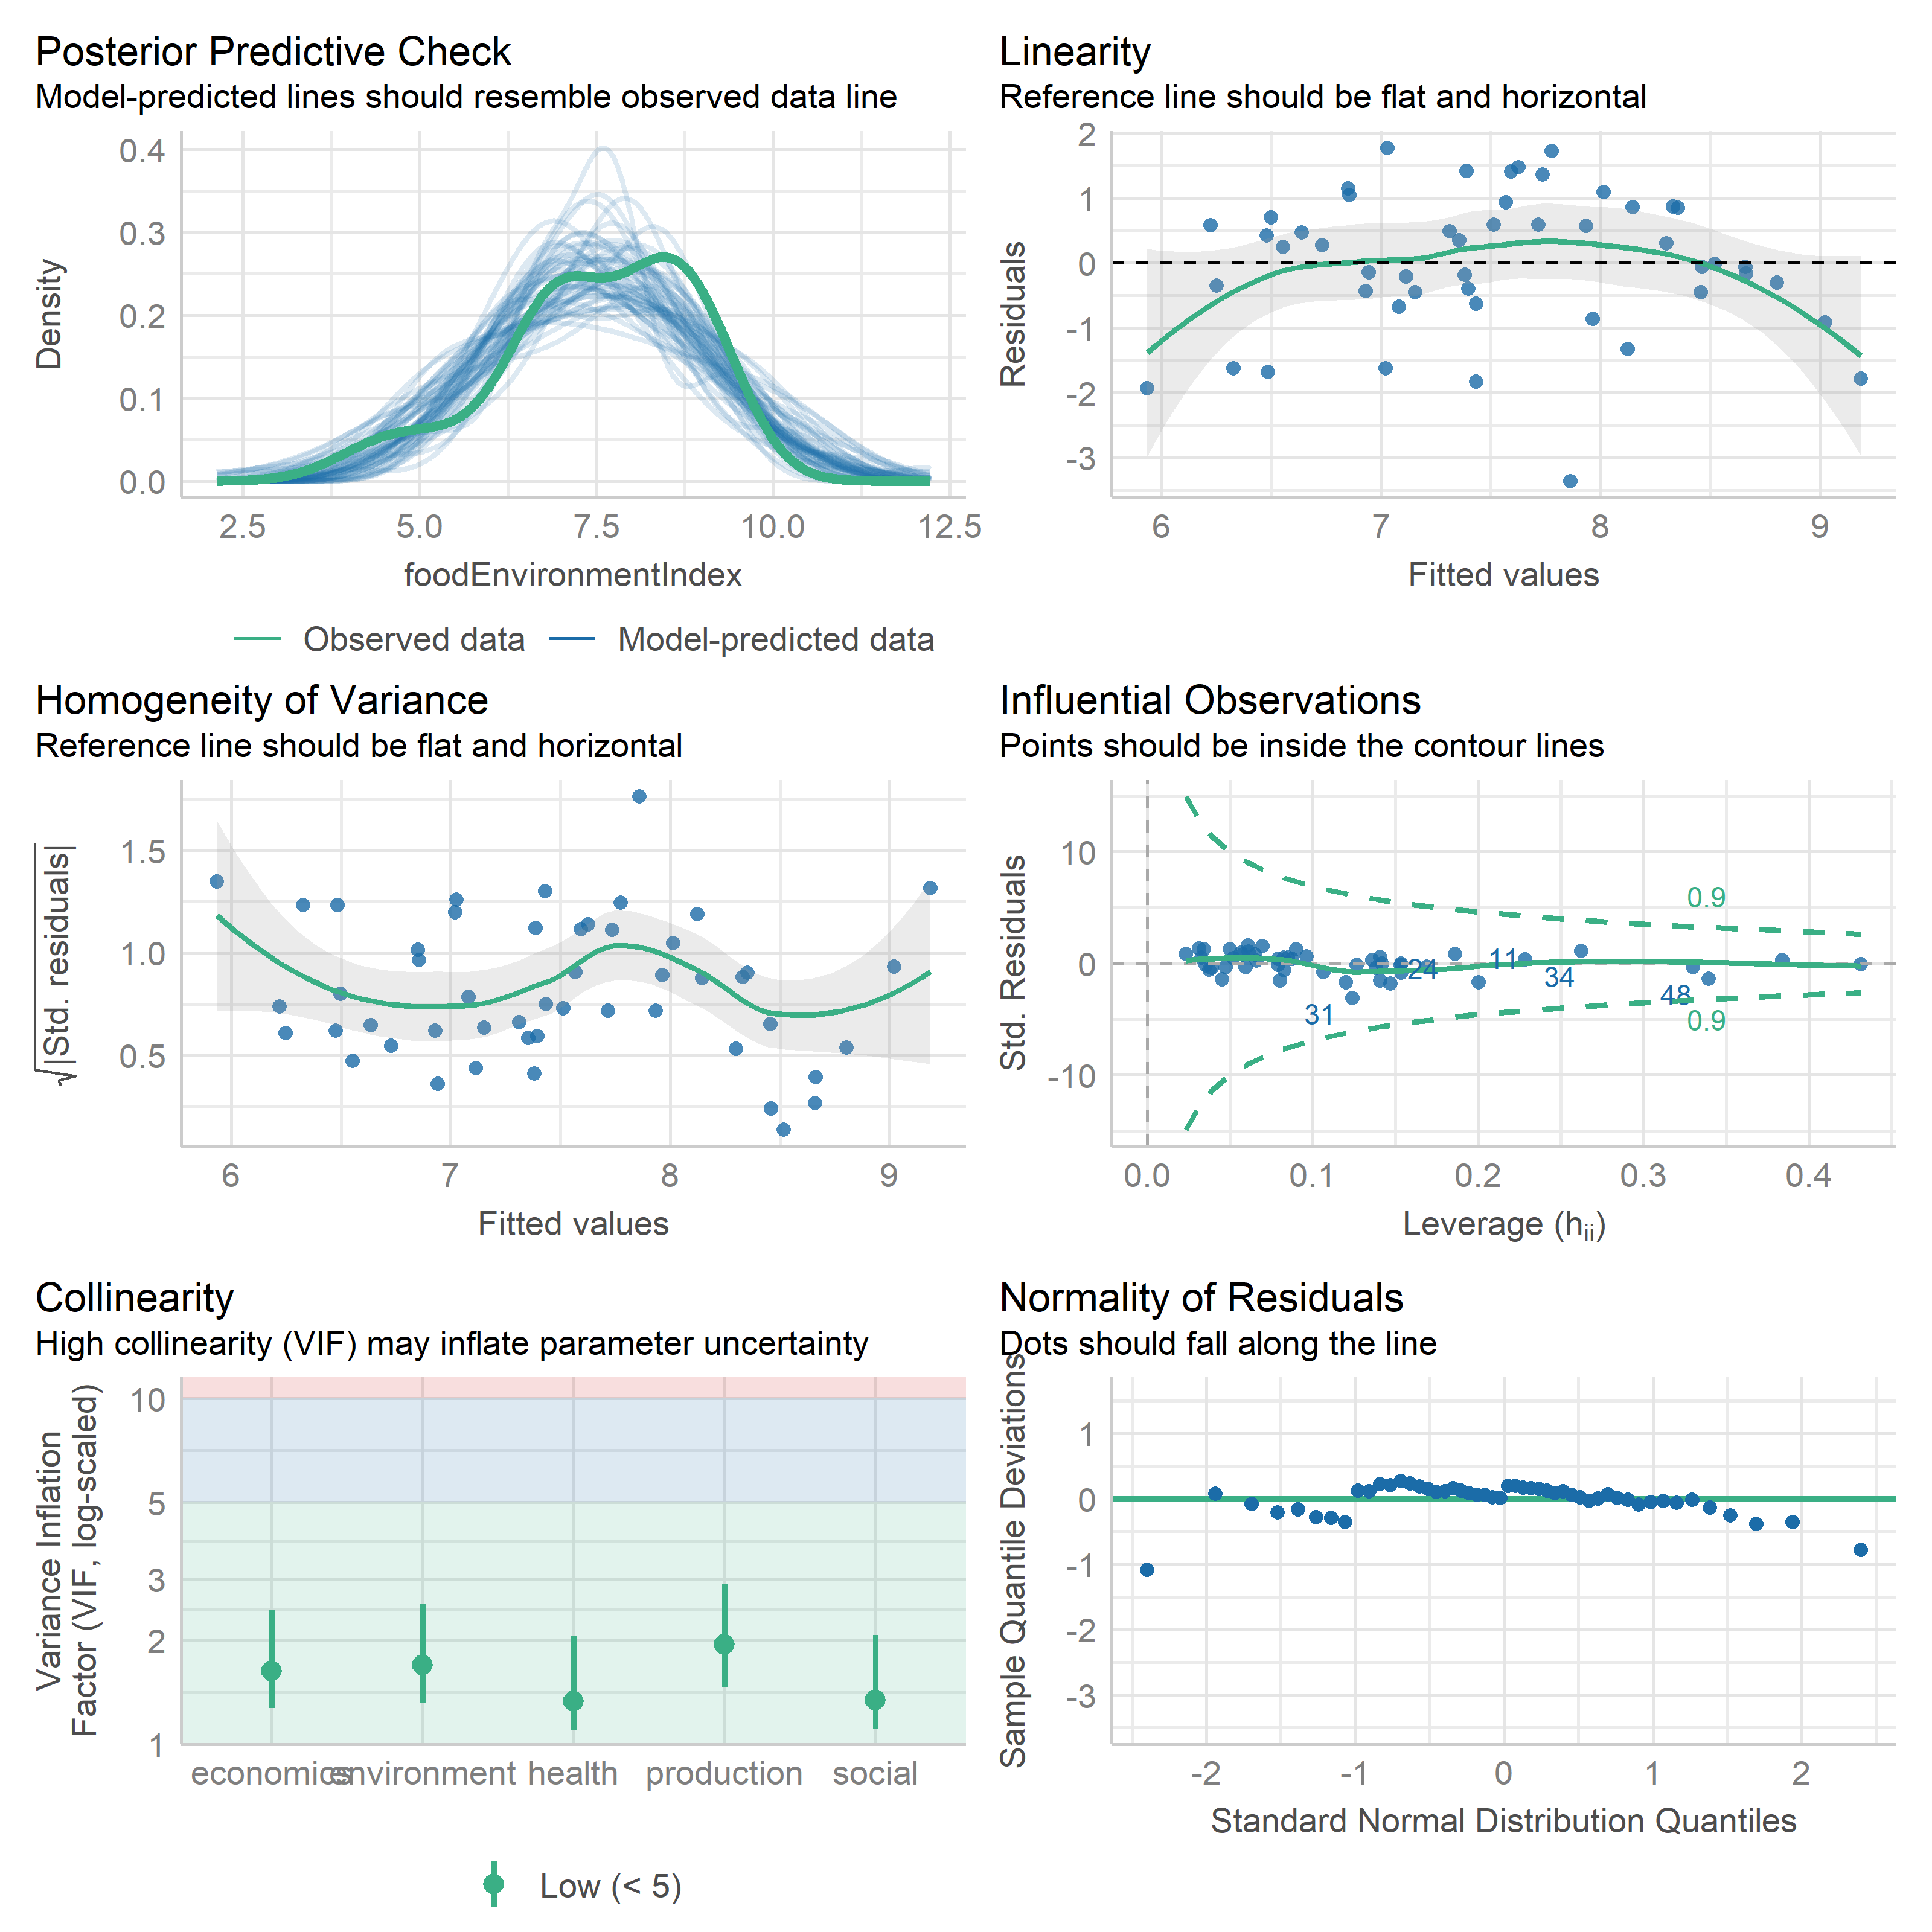 Posterior Predictive Check
Model-predicted lines should resemble observed data line
0.4
0.3
0.2
0.1
0.0
Density
2.5 5.0 7.5 10.0 12.5
foodEnvironmentIndex
Observed data Model-predicted data
Linearity
Reference line should be flat and horizontal
2
1
0
-1
-2
-3
Residuals
6 7 8 9
Fitted values
Homogeneity of Variance
Reference line should be flat and horizontal
1.5
1.0
0.5
√|Std. residuals|
6 7 8 9
Fitted values
Influential Observations
Points should be inside the contour lines
10
0
-10
Std. Residuals
0.9
11
24
34
48
31
0.9
0.0 0.1 0.2 0.3 0.4
Leverage (hii)
Collinearity
High collinearity (VIF) may inflate parameter uncertainty
10
5
3
2
1
Variance Inflation
Factor (VIF, log-scaled)
economics environment health production social
Low (< 5)
Normality of Residuals
Dots should fall along the line
1
0
-1
-2
-3
Sample Quantile Deviations
-2 -1 0 1 2
Standard Normal Distribution Quantiles